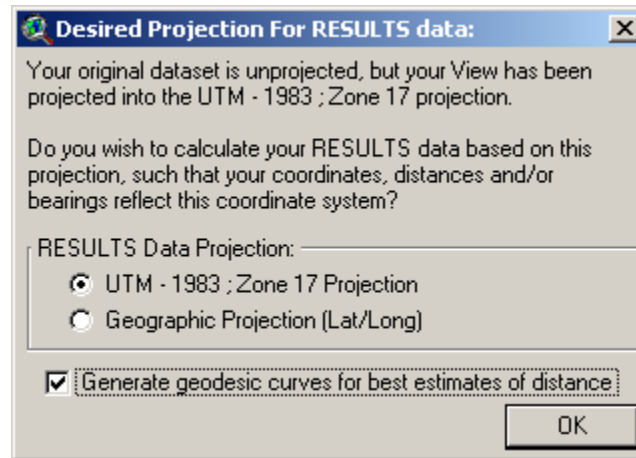 Desired Projection For RESULTS data:
Your original dataset is unprojected, but your View has been
projected into the UTM - 1983 ; Zone 17 projection.
Do you wish to calculate your RESULTS data based on this
projection, such that your coordinates, distances and/or
bearings reflect this coordinate system?
RESULTS Data Projection:
UTM - 1983 ; Zone 17 Projection
Geographic Projection (Lat/Long)
Generate geodesic curves for best estimates of distance
OK